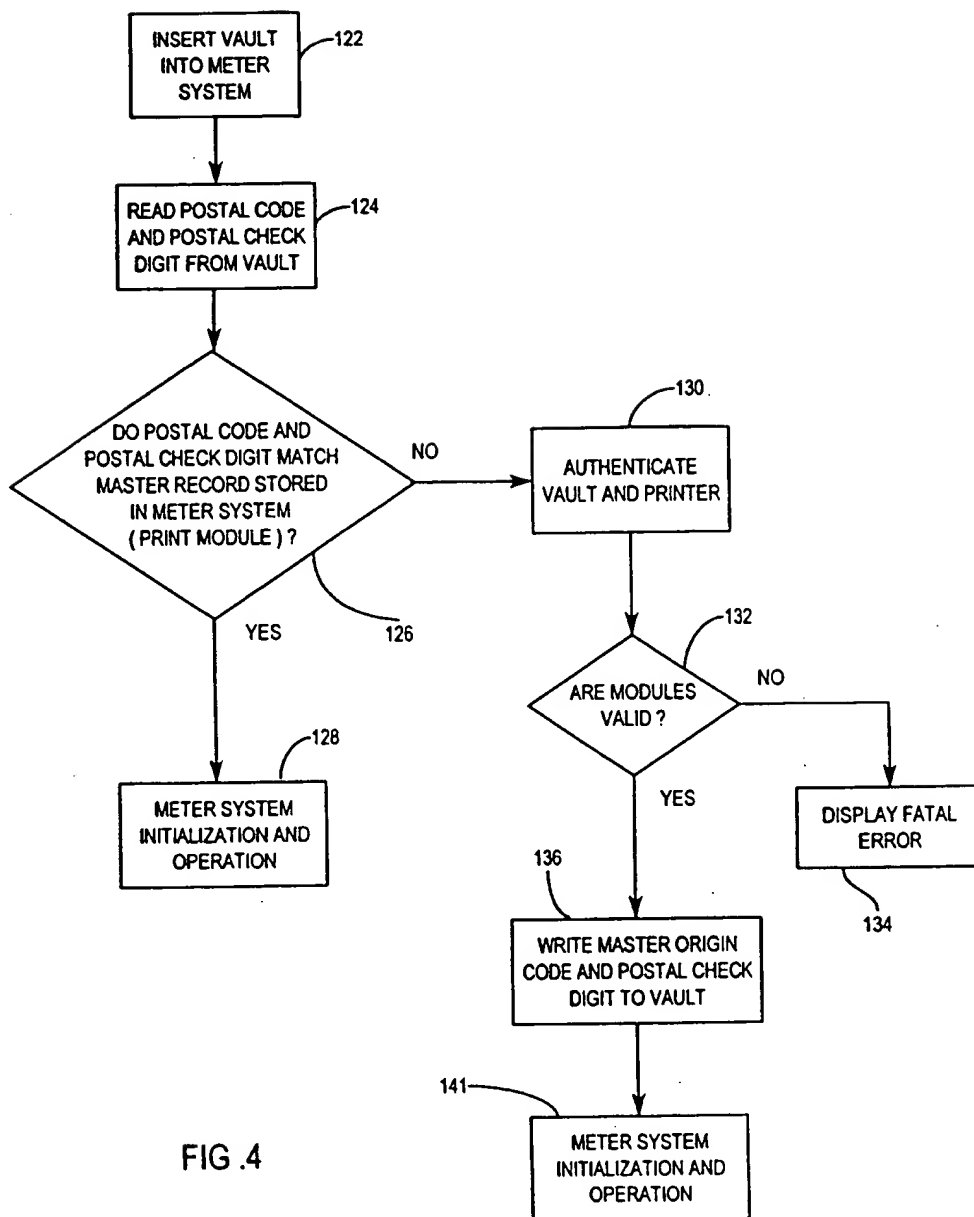 INSERT VAULT
INTO METER
SYSTEM
122
READ POSTAL CODE
AND POSTAL CHECK
DIGIT FROM VAULT
124
DO POSTAL CODE AND
POSTAL CHECK DIGIT MATCH
MASTER RECORD STORED
IN METER SYSTEM
( PRINT MODULE ) ?
126
NO
YES
130
AUTHENTICATE
VAULT AND PRINTER
132
ARE MODULES
VALID ?
NO
YES
128
METER SYSTEM
INITIALIZATION AND
OPERATION
DISPLAY FATAL
ERROR
134
136
WRITE MASTER ORIGIN
CODE AND POSTAL CHECK
DIGIT TO VAULT
141
METER SYSTEM
INITIALIZATION AND
OPERATION
FIG .4